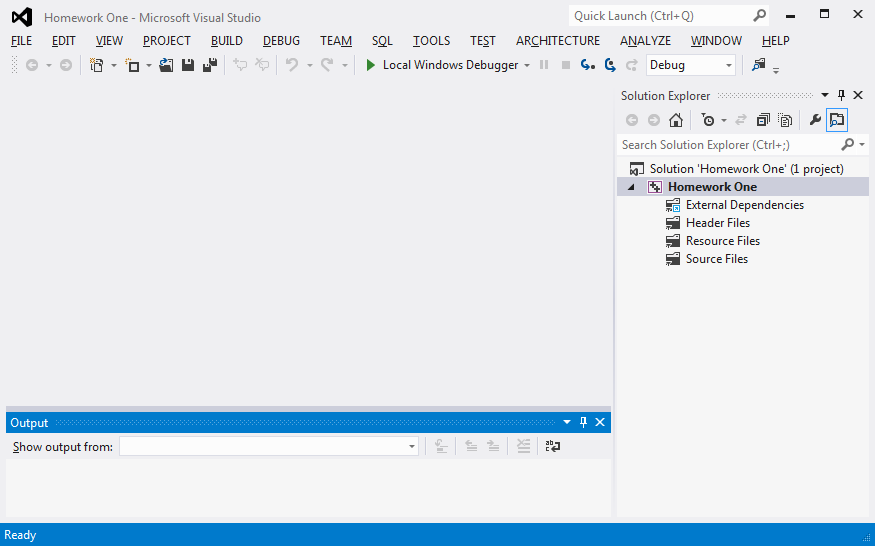 Homework One - Microsoft Visual Studio
Quick Launch (Ctrl+Q)
FILE EDIT VIEW PROJECT BUILD DEBUG TEAM SQL TOOLS TEST ARCHITECTURE ANALYZE WINDOW HELP
Local Windows Debugger
Debug
Solution Explorer
Search Solution Explorer (Ctrl+;)
Solution 'Homework One' (1 project)
Homework One
External Dependencies
Header Files
Resource Files
Source Files
Output
Show output from:
Ready